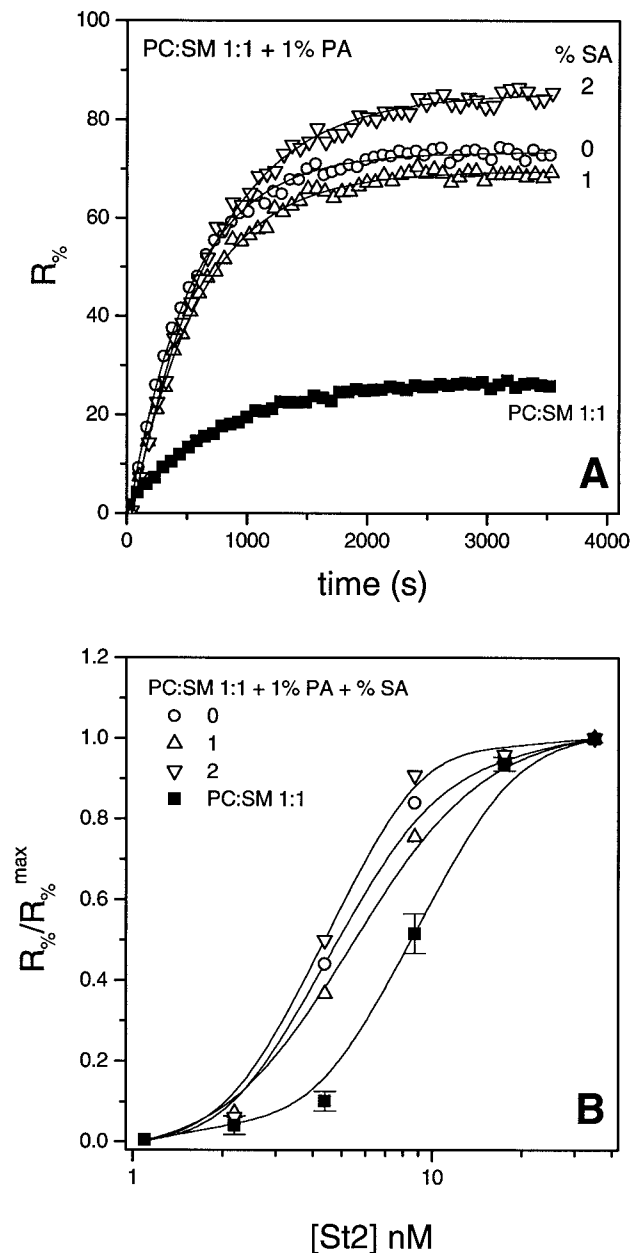 100
80
60
40
20
0
R%
PC:SM 1:1 + 1% PA
% SA
2
0
1
PC:SM 1:1
A
0
1000
2000
3000
4000
time (s)
1.2
1.0
0.8
0.6
0.4
0.2
0.0
R%/R%max
PC:SM 1:1 + 1% PA + % SA
0
1
2
PC:SM 1:1
B
1
10
[St2] nM